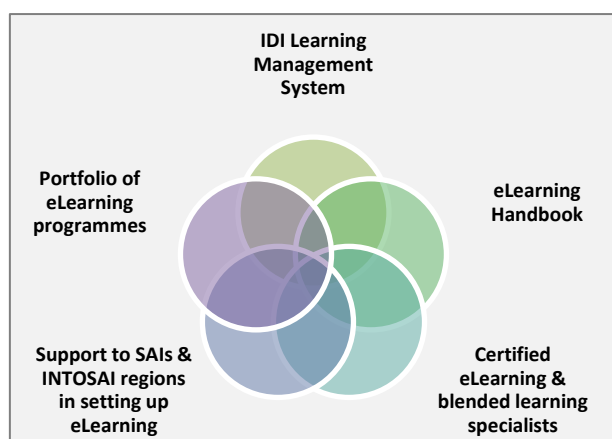 IDI Learning
Management
System
Portfolio of
eLearning
programmes
eLearning
Handbook
Support to SAIs &
INTOSAI regions
in setting up
eLearning
Certified
eLearning &
blended learning
specialists